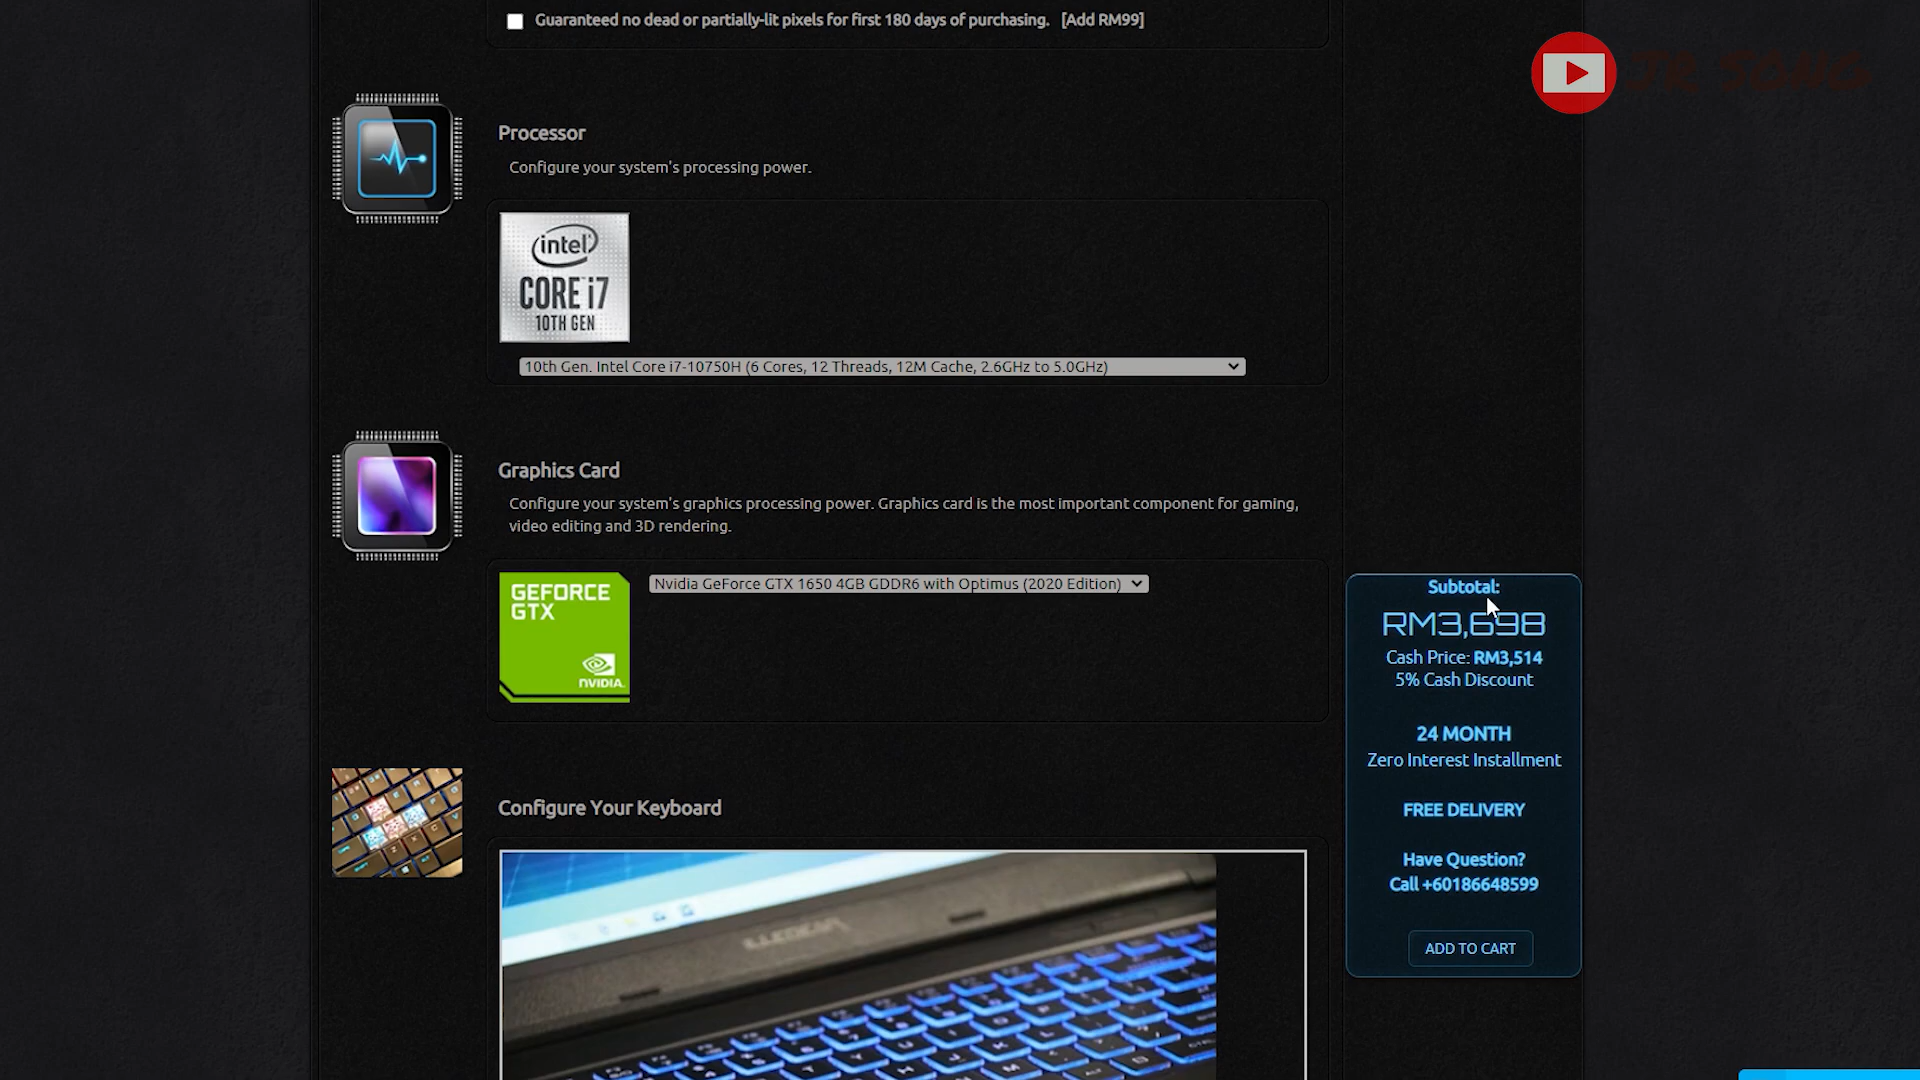 Guaranteed no dead or partially-lit pixels for first 180 days of purchasing. [Add RM99]
JR SONG
Processor
Configure your system's processing power.
intel
CORE i7
10TH GEN
10th Gen. Intel Core i7-10750H (6 Cores, 12 Threads, 12M Cache, 2.6GHz to 5.0GHz)
Graphics Card
Configure your system's graphics processing power. Graphics card is the most important component for gaming,
video editing and 3D rendering.
GEFORCE
GTX
NVIDIA
Nvidia GeForce GTX 1650 4GB GDDR6 with Optimus (2020 Edition)
Subtotal:
RM3,698
Cash Price: RM3,514
5% Cash Discount
24 MONTH
Zero Interest Installment
FREE DELIVERY
Have Question?
Call +60186648599
ADD TO CART
Configure Your Keyboard